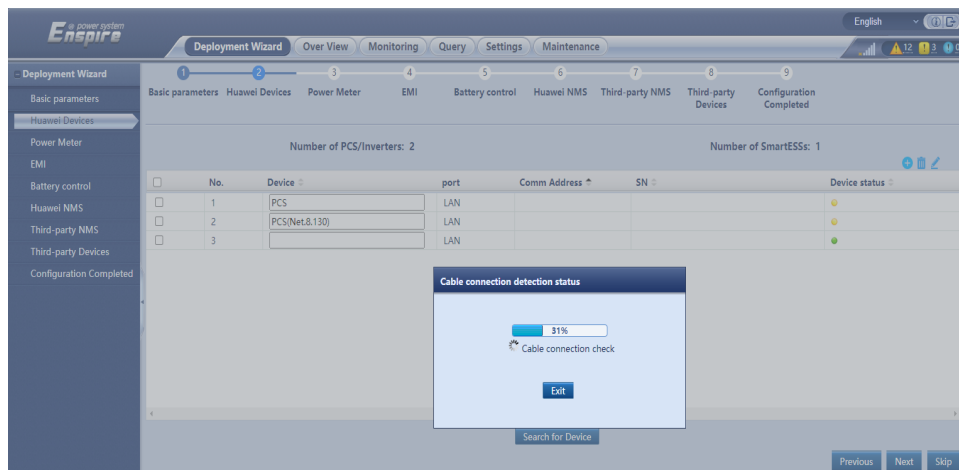 @ power system
Enspire
English
Deployment Wizard Over View Monitoring Query Settings Maintenance
12 3 0
Deployment Wizard
Basic parameters
Huawei Devices
Power Meter
EMI
Battery control
Huawei NMS
Third-party NMS
Third-party Devices
Configuration Completed
1 2 3 4 5 6 7 8 9
Basic parameters Huawei Devices Power Meter EMI Battery control Huawei NMS Third-party NMS Third-party Devices Configuration Completed
Number of PCS/Inverters: 2 Number of SmartESSs: 1
No. Device port Comm Address SN Device status
1 PCS LAN
2 PCS(Net.8.130) LAN
3 LAN
Cable connection detection status
31%
Cable connection check
Exit
Search for Device
Previous Next Skip